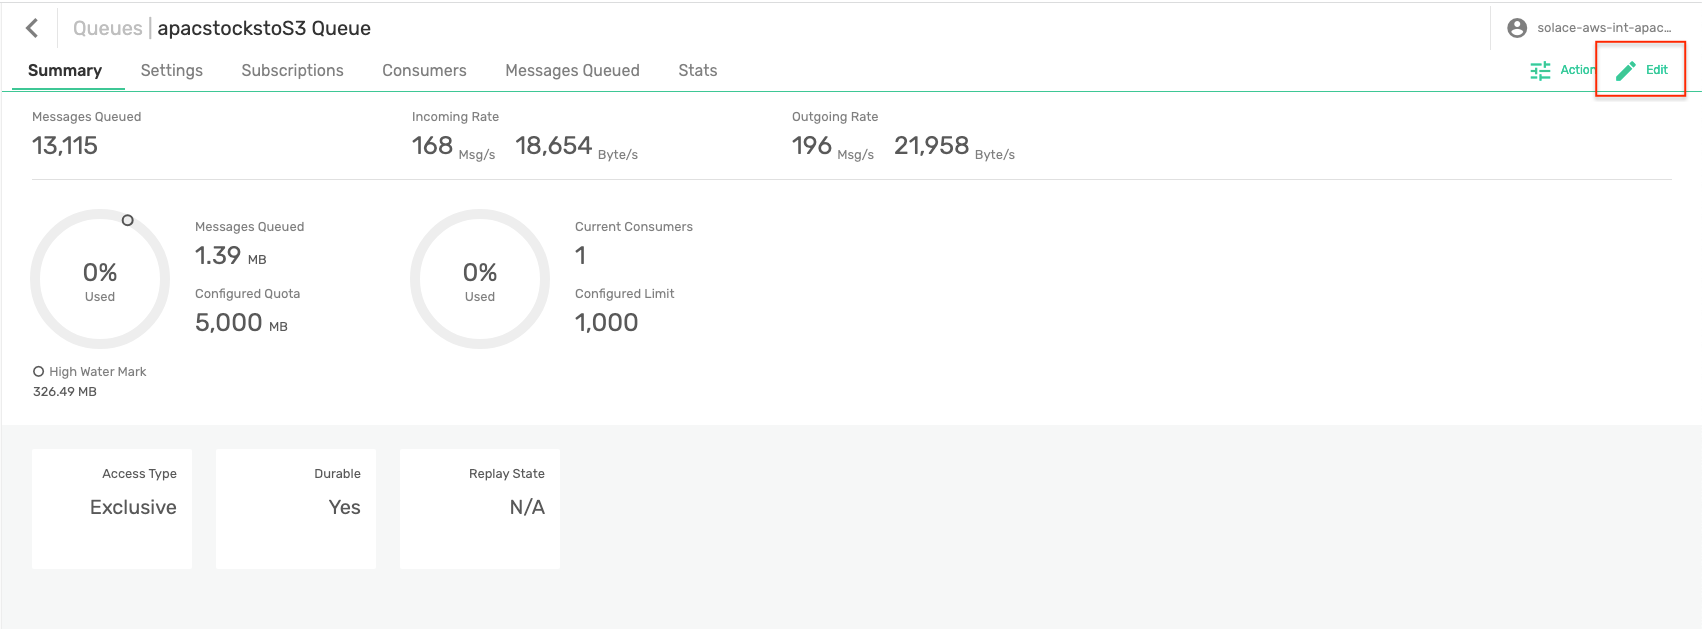 Queues | apacstockstoS3 Queue
solace-aws-int-apac...
Summary Settings Subscriptions Consumers Messages Queued Stats
Action Edit
Messages Queued Incoming Rate Outgoing Rate
13,115 168 Msg/s 18,654 Byte/s 196 Msg/s 21,958 Byte/s
0%
Used
Messages Queued
1.39 MB
Configured Quota
5,000 MB
High Water Mark
326.49 MB
0%
Used
Current Consumers
1
Configured Limit
1,000
Access Type
Exclusive
Durable
Yes
Replay State
N/A